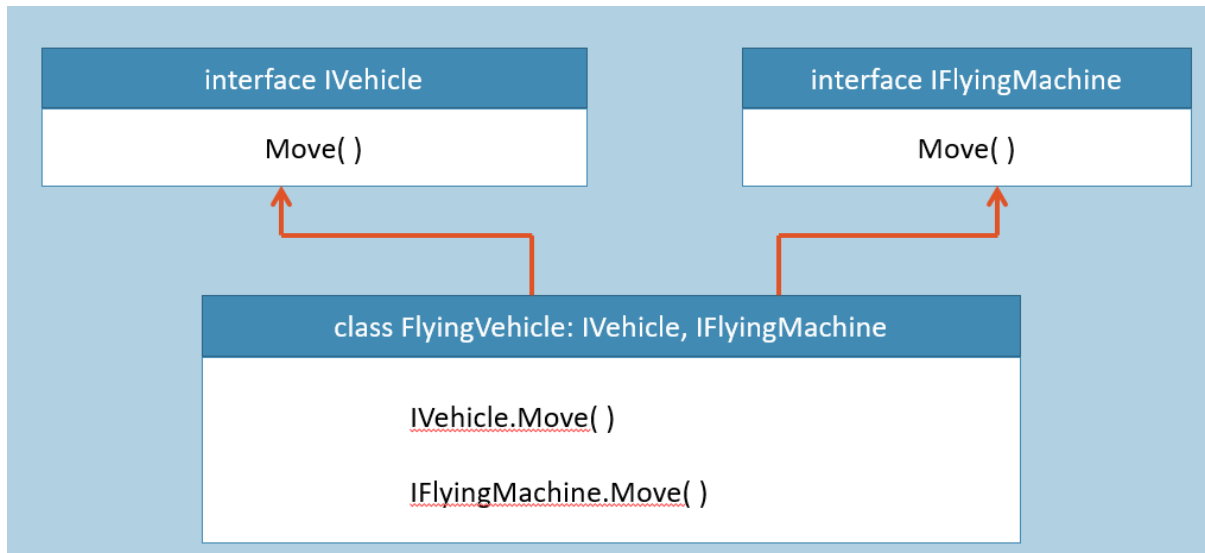 interface IVehicle
Move( )
interface IFlyingMachine
Move( )
class FlyingVehicle: IVehicle, IFlyingMachine
IVehicle.Move( )
IFlyingMachine.Move( )